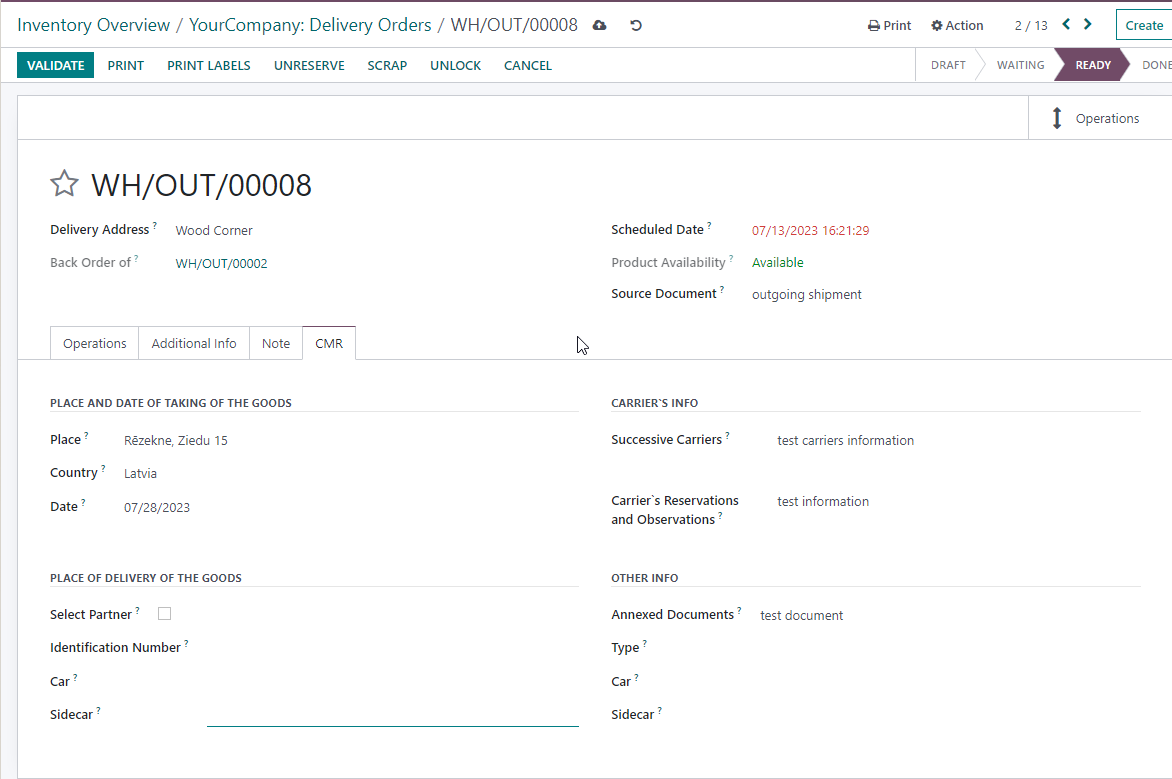 Inventory Overview / YourCompany: Delivery Orders / WH/OUT/00008 Print Action 2 / 13 Create
VALIDATE PRINT PRINT LABELS UNRESERVE SCRAP UNLOCK CANCEL DRAFT WAITING READY DONE
Operations
WH/OUT/00008
Delivery Address ? Wood Corner Scheduled Date ? 07/13/2023 16:21:29
Back Order of ? WH/OUT/00002 Product Availability ? Available
Source Document ? outgoing shipment
Operations Additional Info Note CMR
PLACE AND DATE OF TAKING OF THE GOODS CARRIER`S INFO
Place ? Rēzekne, Ziedu 15 Successive Carriers ? test carriers information
Country ? Latvia
Date ? 07/28/2023 Carrier`s Reservations test information
and Observations ?
PLACE OF DELIVERY OF THE GOODS OTHER INFO
Select Partner ? Annexed Documents ? test document
Identification Number ? Type ?
Car ? Car ?
Sidecar ? Sidecar ?